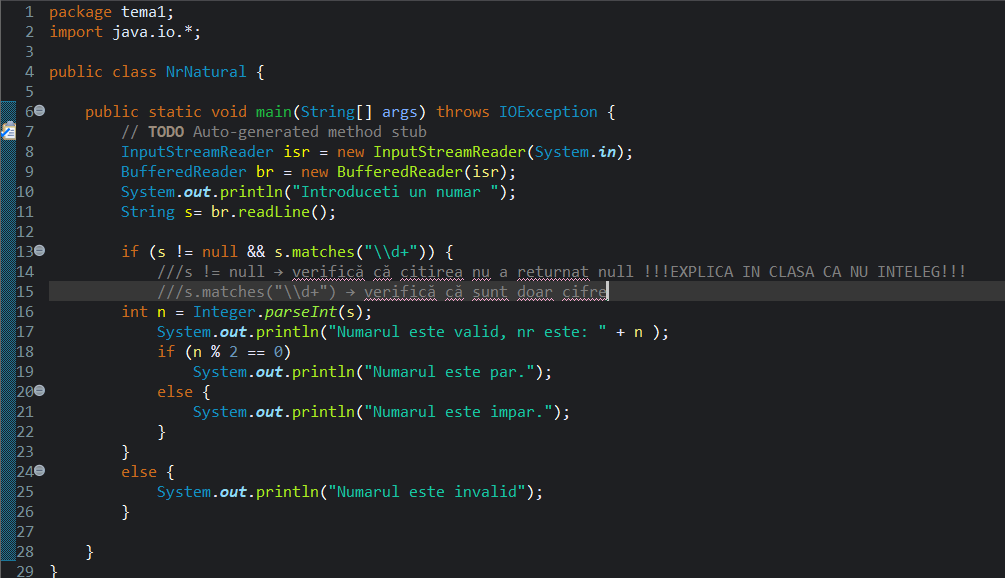 1 package tema1;
2 import java.io.*;
3
4 public class NrNatural {
5
6 public static void main(String[] args) throws IOException {
7 // TODO Auto-generated method stub
8 InputStreamReader isr = new InputStreamReader(System.in);
9 BufferedReader br = new BufferedReader(isr);
10 System.out.println("Introduceti un numar ");
11 String s= br.readLine();
12
13 if (s != null && s.matches("\\d+")) {
14 ///s != null → verifică că citirea nu a returnat null !!!EXPLICA IN CLASA CA NU INTELEG!!!
15 ///s.matches("\\d+") → verifică că sunt doar cifre
16 int n = Integer.parseInt(s);
17 System.out.println("Numarul este valid, nr este: " + n );
18 if (n % 2 == 0)
19 System.out.println("Numarul este par.");
20 else {
21 System.out.println("Numarul este impar.");
22 }
23 }
24 else {
25 System.out.println("Numarul este invalid");
26 }
27
28 }
29 }